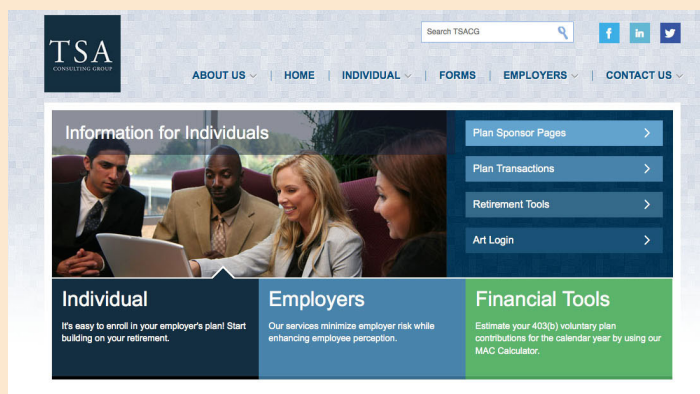 TSA
CONSULTING GROUP
Search TSACG
ABOUT US | HOME | INDIVIDUAL | FORMS | EMPLOYERS | CONTACT US
Information for Individuals
Plan Sponsor Pages
Plan Transactions
Retirement Tools
Art Login
Individual
It's easy to enroll in your employer's plan! Start
building on your retirement.
Employers
Our services minimize employer risk while
enhancing employee perception.
Financial Tools
Estimate your 403(b) voluntary plan
contributions for the calendar year by using our
MAC Calculator.